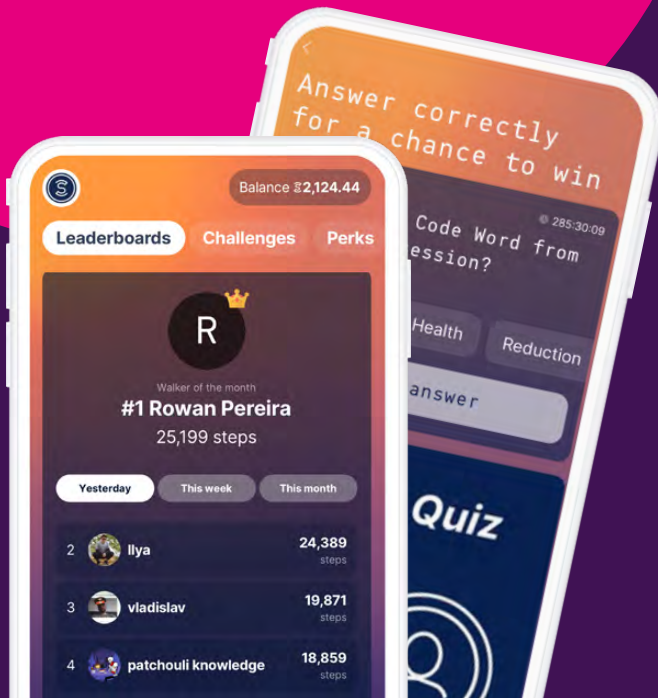 Balance 2,124.44
Leaderboards Challenges Perks
R
Walker of the month
#1 Rowan Pereira
25,199 steps
Yesterday This week This month
2 Ilya 24,389
steps
3 vladislav 19,871
steps
4 patchouli knowledge 18,859
steps
Answer correctly
for a chance to win
285:30:09
Code Word from
ession?
Health Reduction
answer
Quiz